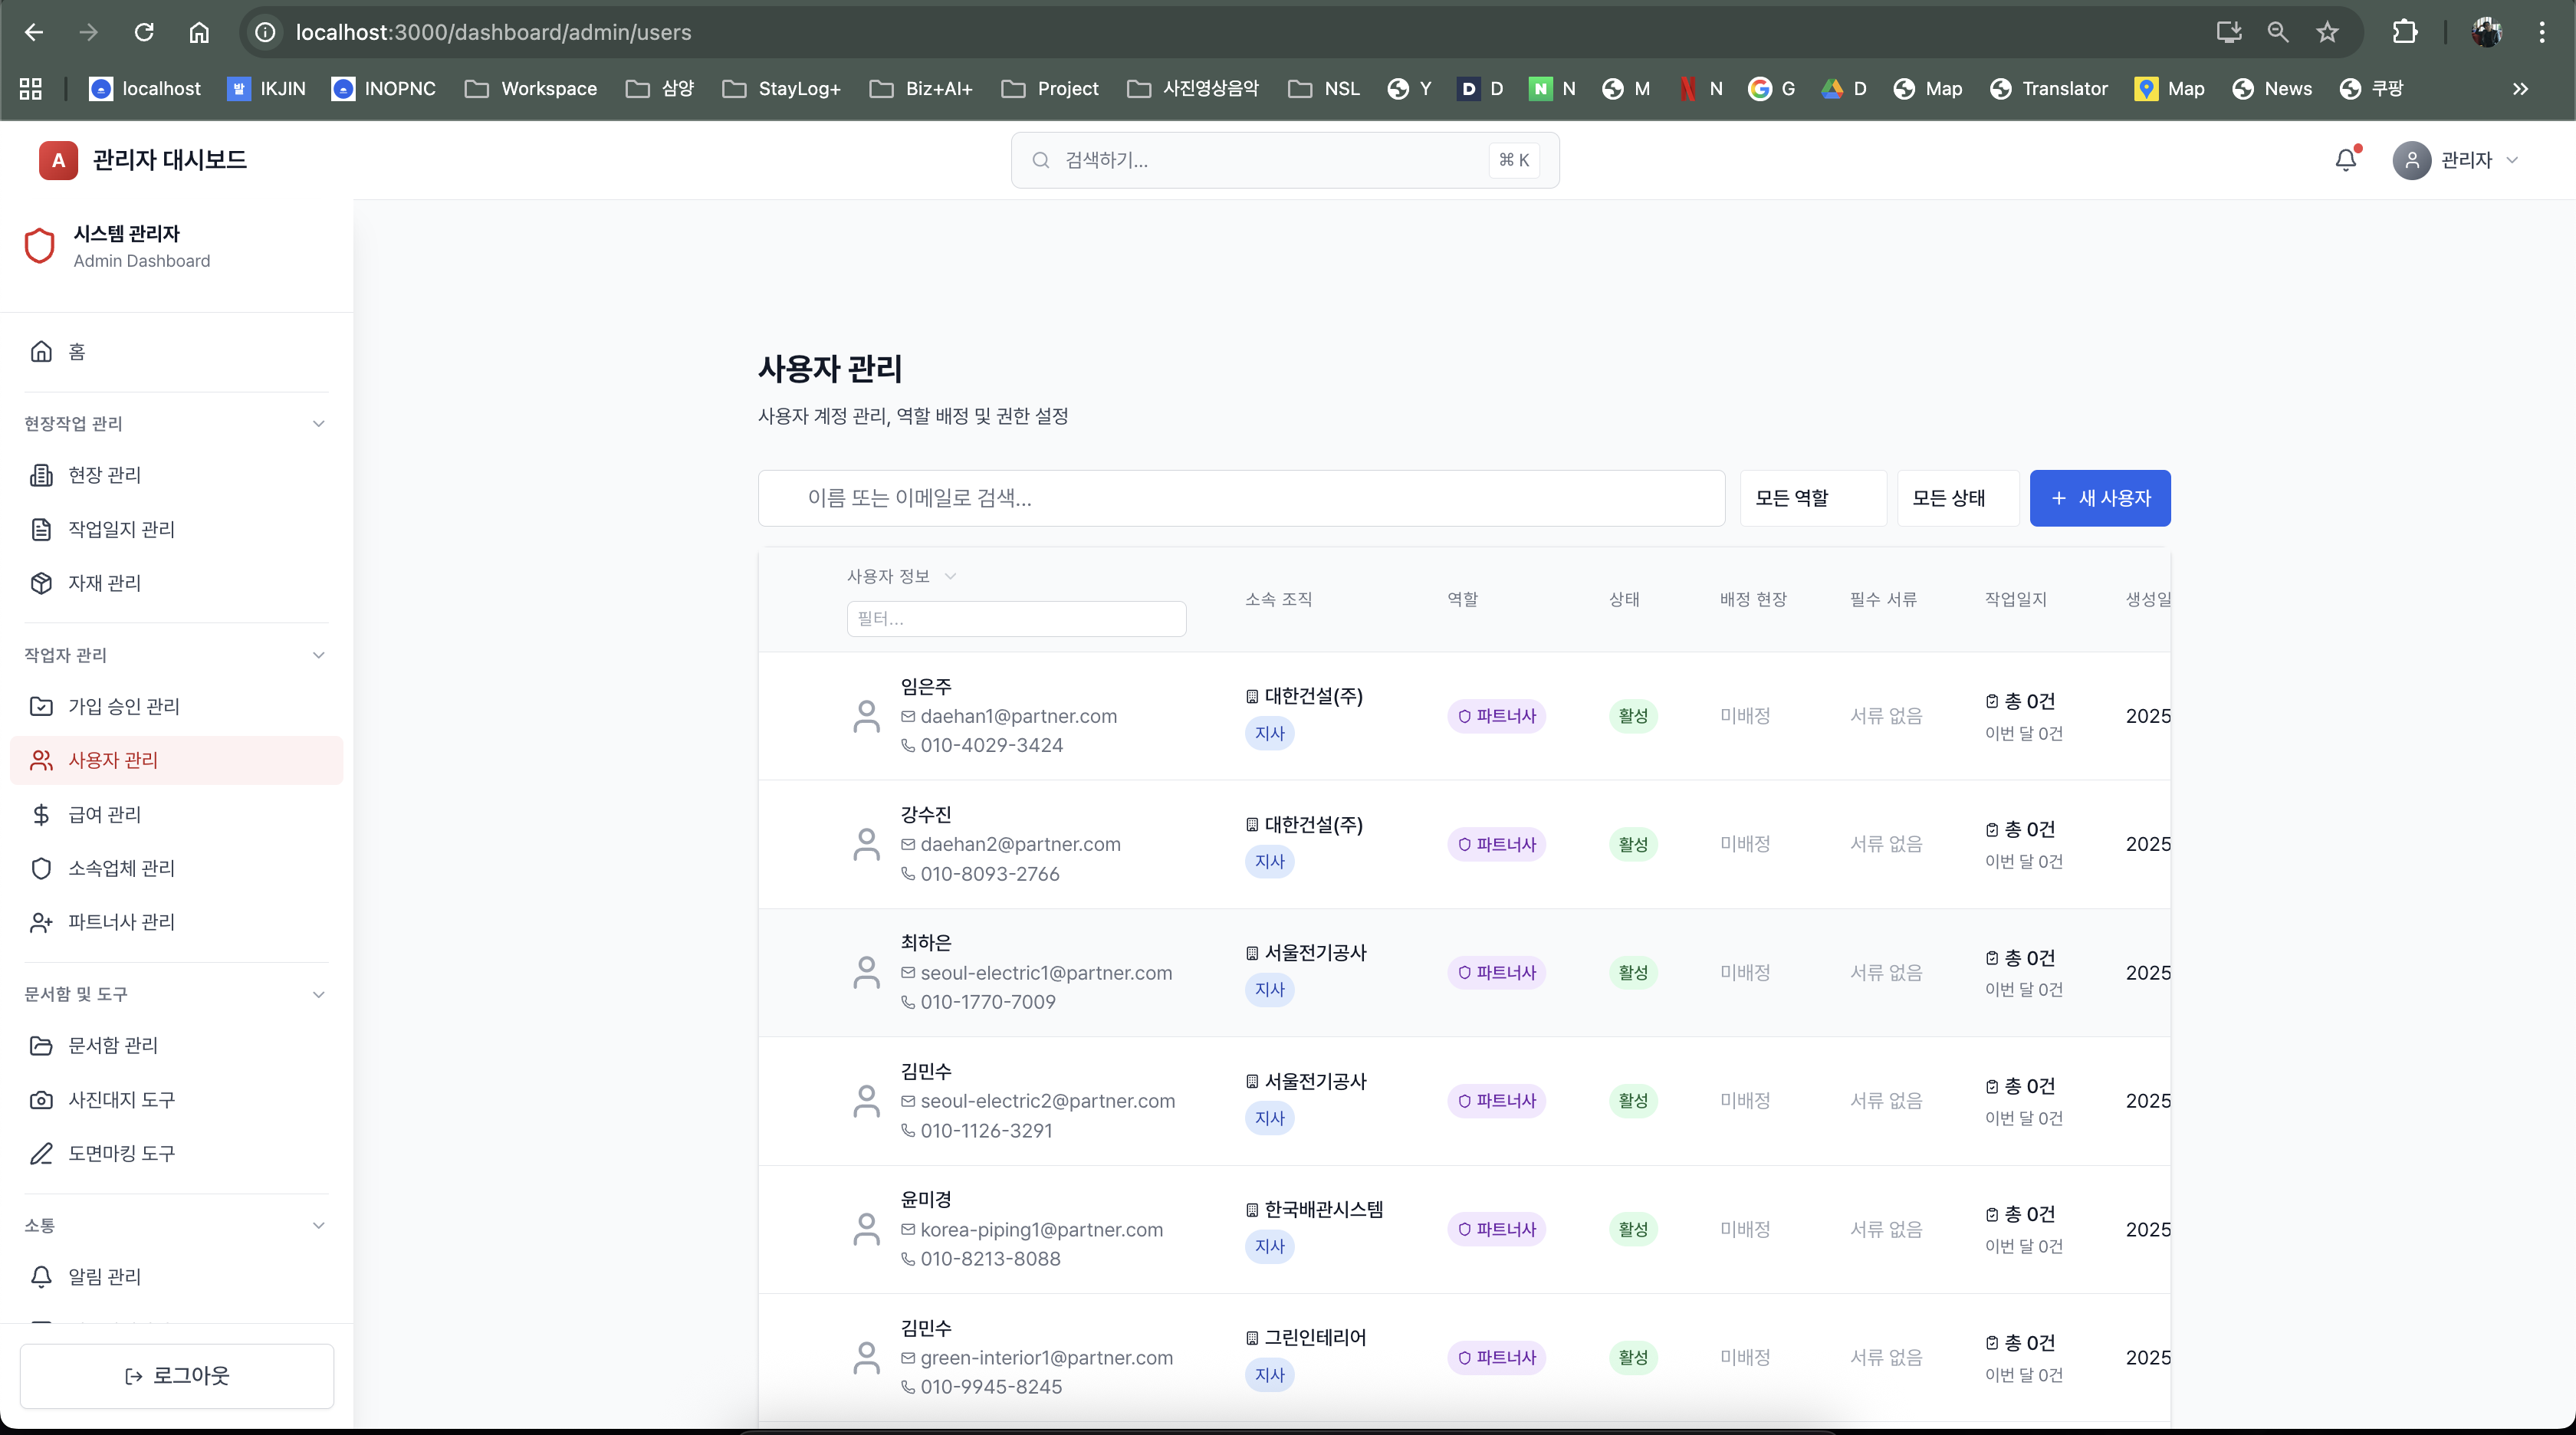 localhost:3000/dashboard/admin/users
localhost
발
IKJIN
INOPNC
Workspace
삼양
StayLog+
Biz+AI+
Project
사진영상음악
NSL
Y
D D
N N
M
N
G
D
Map
Translator
Map
News
쿠팡
A 관리자 대시보드
검색하기...
⌘ K
관리자
시스템 관리자
Admin Dashboard
홈
현장작업 관리
현장 관리
작업일지 관리
자재 관리
작업자 관리
가입 승인 관리
사용자 관리
급여 관리
소속업체 관리
파트너사 관리
문서함 및 도구
문서함 관리
사진대지 도구
도면마킹 도구
소통
알림 관리
로그아웃
사용자 관리
사용자 계정 관리, 역할 배정 및 권한 설정
이름 또는 이메일로 검색...
모든 역할
모든 상태
+ 새 사용자
사용자 정보
필터...
소속 조직
역할
상태
배정 현장
필수 서류
작업일지
생성일
임은주
daehan1@partner.com
010-4029-3424
대한건설(주)
지사
파트너사
활성
미배정
서류 없음
총 0건
이번 달 0건
2025
강수진
daehan2@partner.com
010-8093-2766
대한건설(주)
지사
파트너사
활성
미배정
서류 없음
총 0건
이번 달 0건
2025
최하은
seoul-electric1@partner.com
010-1770-7009
서울전기공사
지사
파트너사
활성
미배정
서류 없음
총 0건
이번 달 0건
2025
김민수
seoul-electric2@partner.com
010-1126-3291
서울전기공사
지사
파트너사
활성
미배정
서류 없음
총 0건
이번 달 0건
2025
윤미경
korea-piping1@partner.com
010-8213-8088
한국배관시스템
지사
파트너사
활성
미배정
서류 없음
총 0건
이번 달 0건
2025
김민수
green-interior1@partner.com
010-9945-8245
그린인테리어
지사
파트너사
활성
미배정
서류 없음
총 0건
이번 달 0건
2025